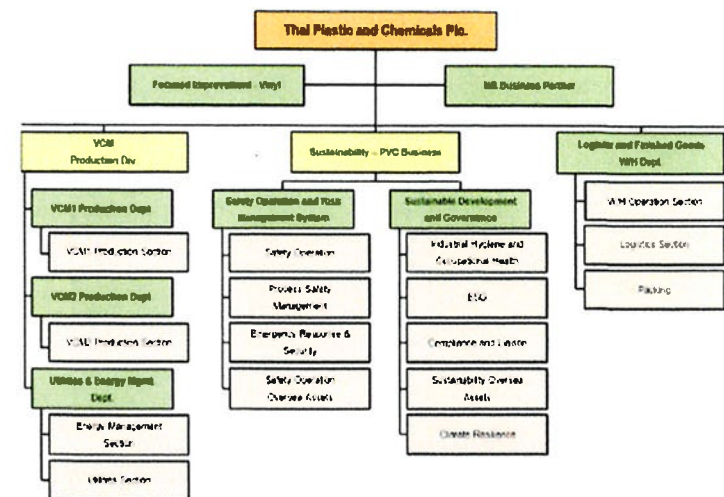 Thai Plastic and Chemicals Plc.
Focused Improvement - Vinyl
Business Partner
VCM
Production Div
Sustainability - PVC Business
Logistics and Finished Goods
W/H Dept.
VCM1 Production Dept
VCM1 Production Section
VCM2 Production Dept
VCM2 Production Section
Utilities & Energy Mgmt.
Dept.
Energy Management
Section
Utilities Section
Safety Operation and Risk
Management System
Safety Operation
Process Safety
Management
Emergency Response &
Security
Safety Operation
Oversea Assets
Sustainable Development
and Governance
Industrial Hygiene and
Occupational Health
ESG
Compliance and Liaison
Sustainability Oversea
Assets
Climate Resilience
W/H Operation Section
Logistics Section
Packing